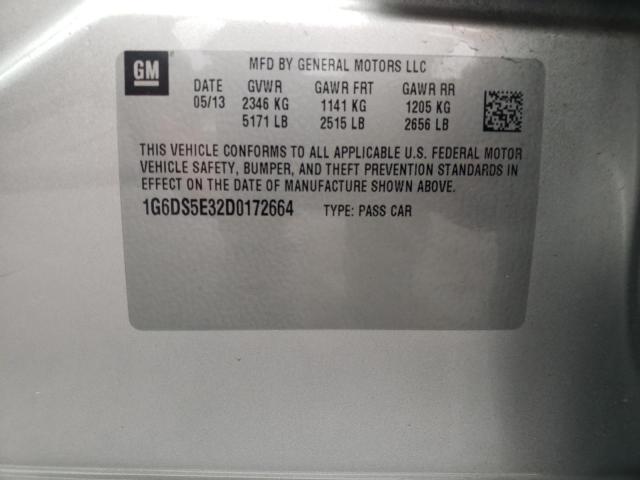 GM
MFD BY GENERAL MOTORS LLC
DATE GVWR GAWR FRT GAWR RR
05/13 2346 KG 1141 KG 1205 KG
5171 LB 2515 LB 2656 LB
THIS VEHICLE CONFORMS TO ALL APPLICABLE U.S. FEDERAL MOTOR
VEHICLE SAFETY, BUMPER, AND THEFT PREVENTION STANDARDS IN
EFFECT ON THE DATE OF MANUFACTURE SHOWN ABOVE.
1G6DS5E32D0172664 TYPE: PASS CAR